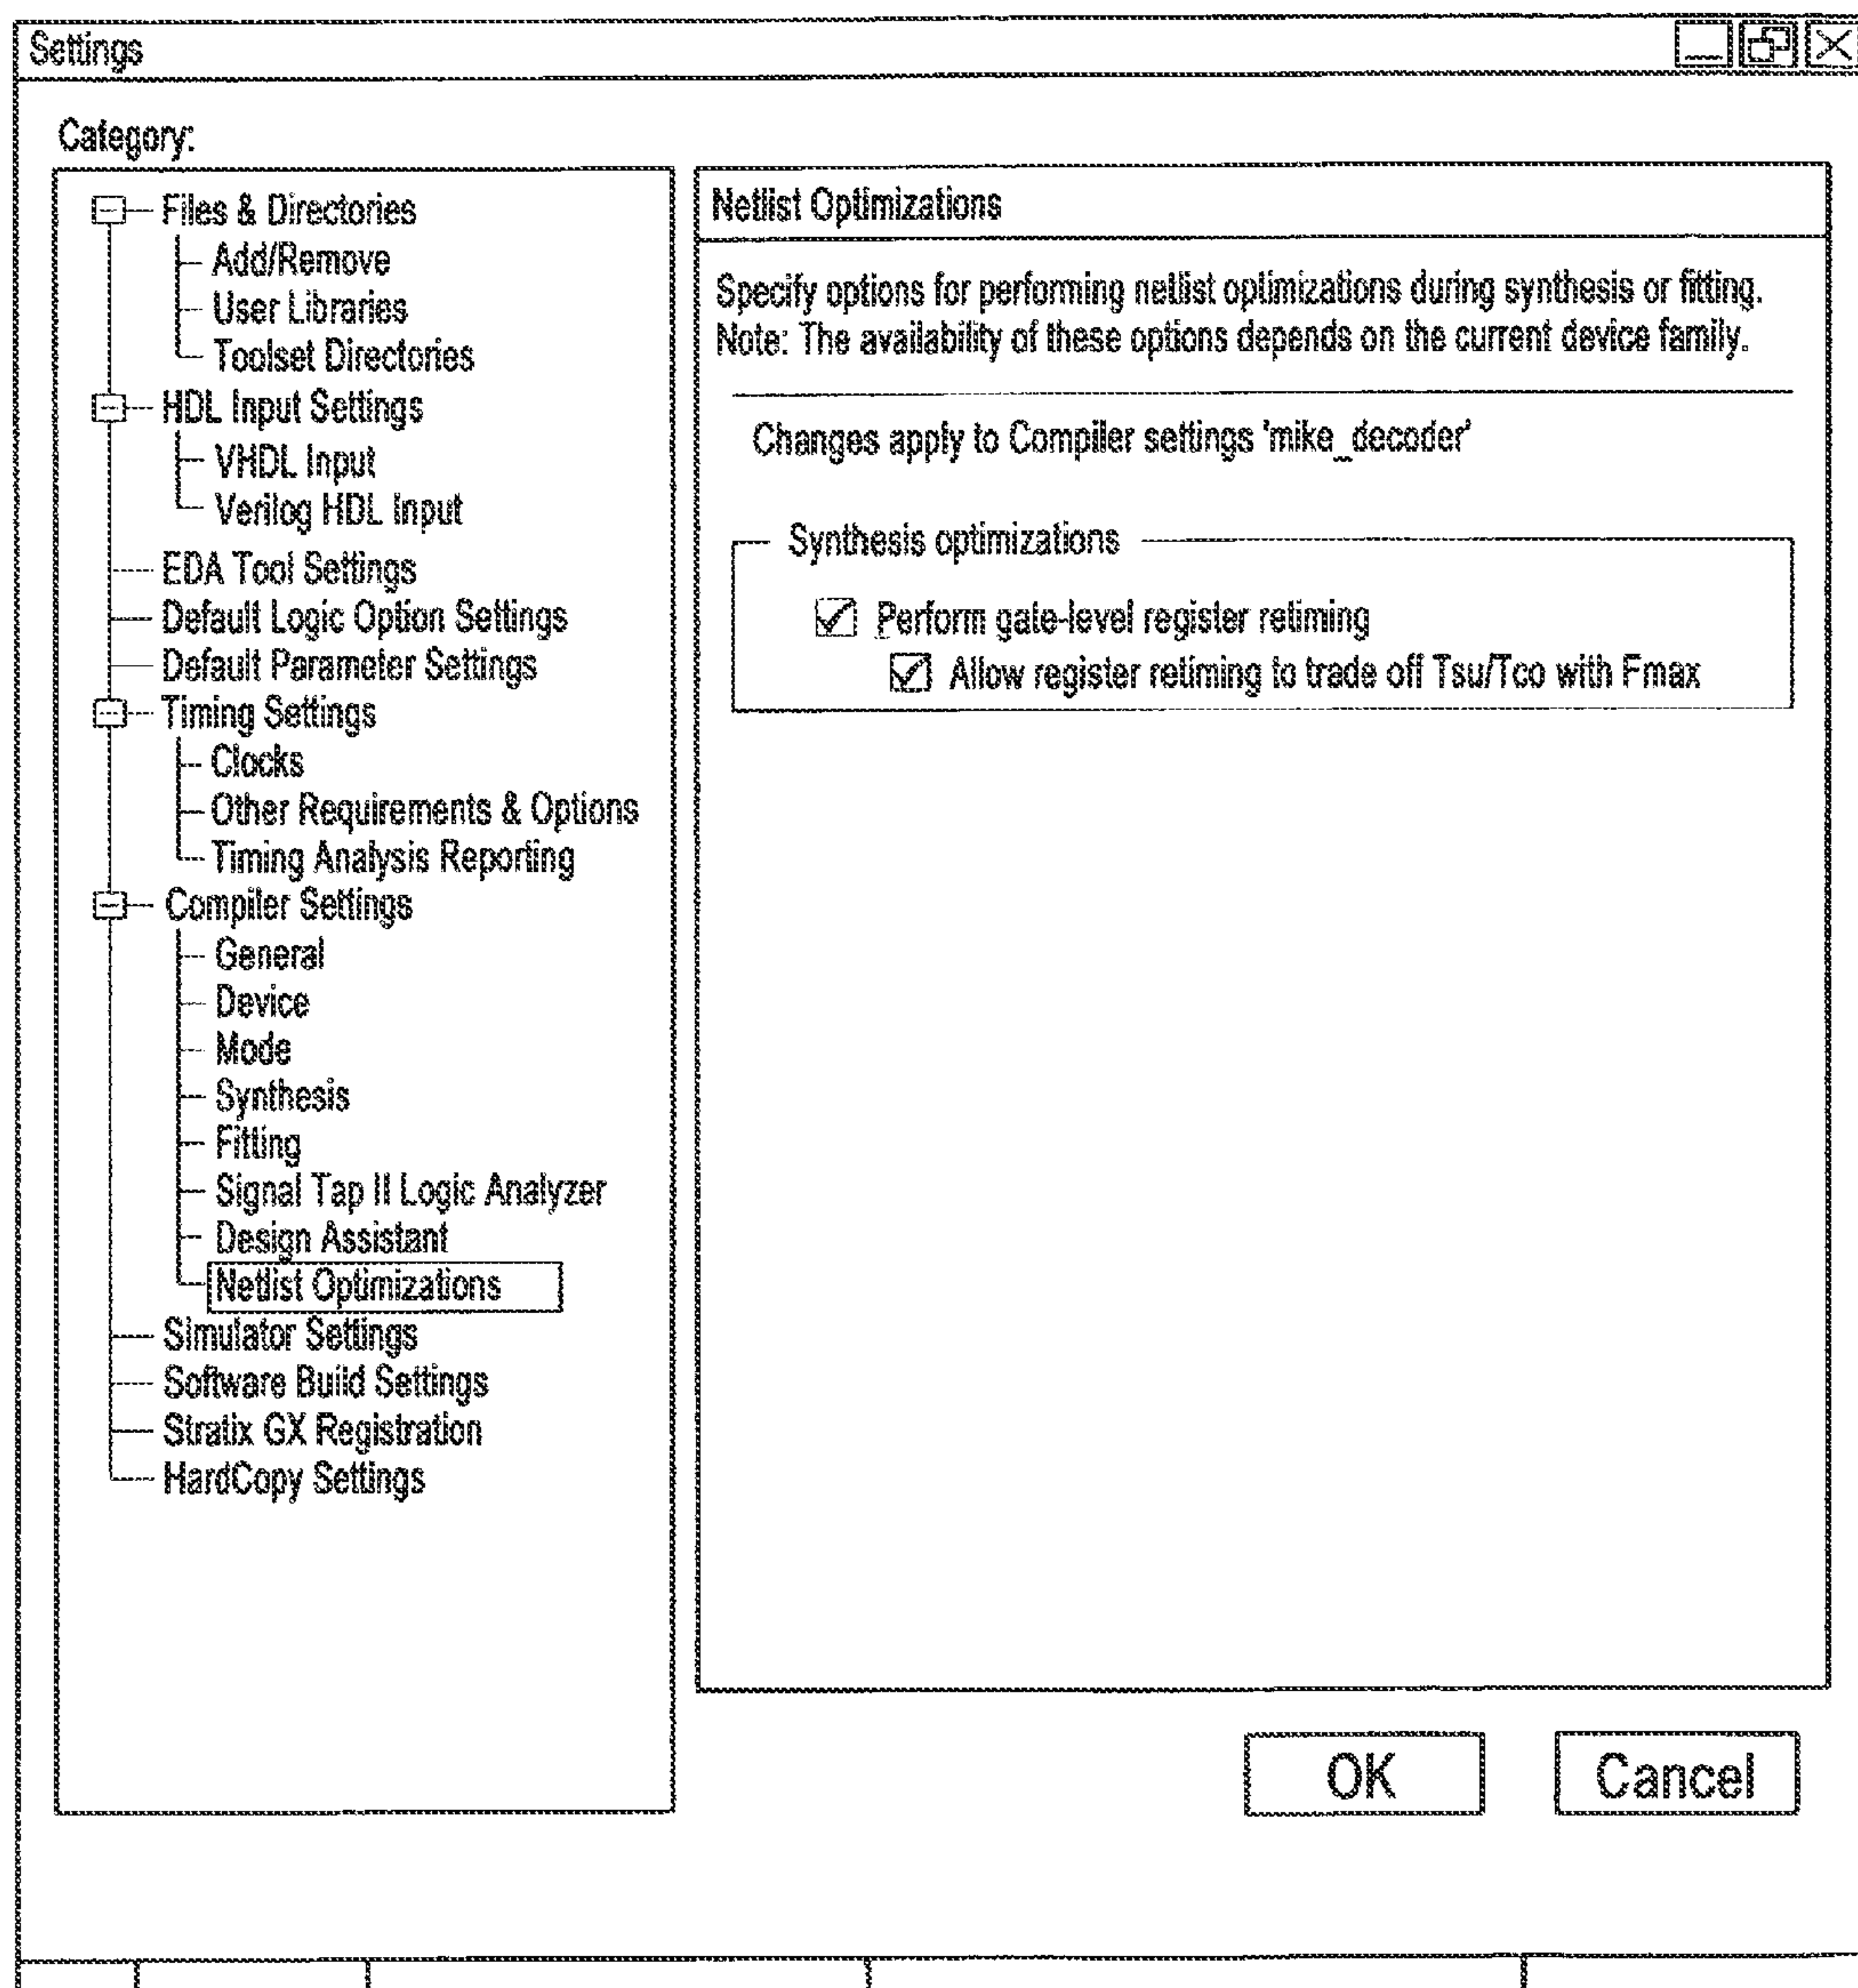 Settings
Category:
Files & Directories
Add/Remove
User Libraries
Toolset Directories
HDL Input Settings
VHDL Input
Verilog HDL Input
EDA Tool Settings
Default Logic Option Settings
Default Parameter Settings
Timing Settings
Clocks
Other Requirements & Options
Timing Analysis Reporting
Compiler Settings
General
Device
Mode
Synthesis
Fitting
Signal Tap II Logic Analyzer
Design Assistant
Netlist Optimizations
Simulator Settings
Software Build Settings
Stratix GX Registration
HardCopy Settings
Netlist Optimizations
Specify options for performing netlist optimizations during synthesis or fitting.
Note: The availability of these options depends on the current device family.
Changes apply to Compiler settings 'mike_decoder'
Synthesis optimizations
Perform gate-level register retiming
Allow register retiming to trade off Tsu/Tco with Fmax
OK
Cancel